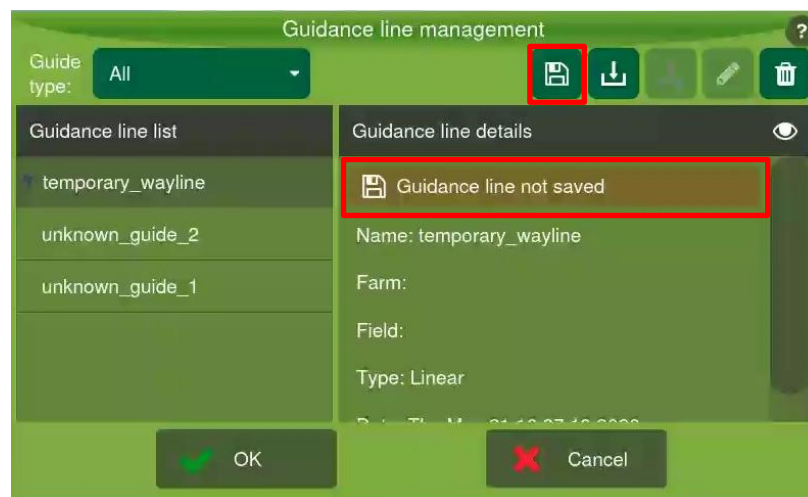 Guidance line management
?
Guide type:
All
Guidance line list
Guidance line details
temporary_wayline
Guidance line not saved
unknown_guide_2
Name: temporary_wayline
unknown_guide_1
Farm:
Field:
Type: Linear
OK
Cancel